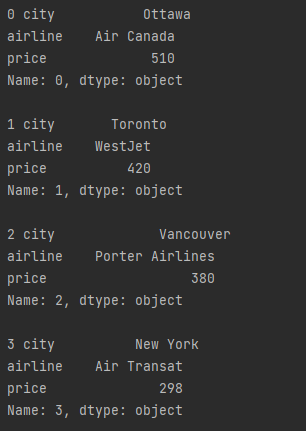 0 city           Ottawa
airline    Air Canada
price             510
Name: 0, dtype: object

1 city       Toronto
airline    WestJet
price          420
Name: 1, dtype: object

2 city             Vancouver
airline    Porter Airlines
price                  380
Name: 2, dtype: object

3 city          New York
airline    Air Transat
price              298
Name: 3, dtype: object